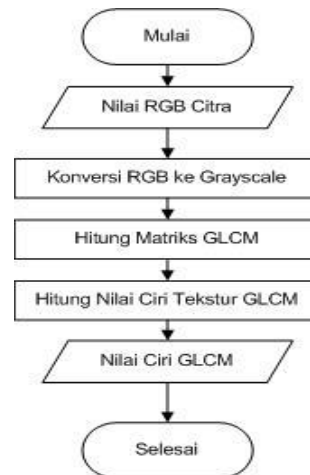 Mulai
Nilai RGB Citra
Konversi RGB ke Grayscale
Hitung Matriks GLCM
Hitung Nilai Ciri Tekstur GLCM
Nilai Ciri GLCM
Selesai